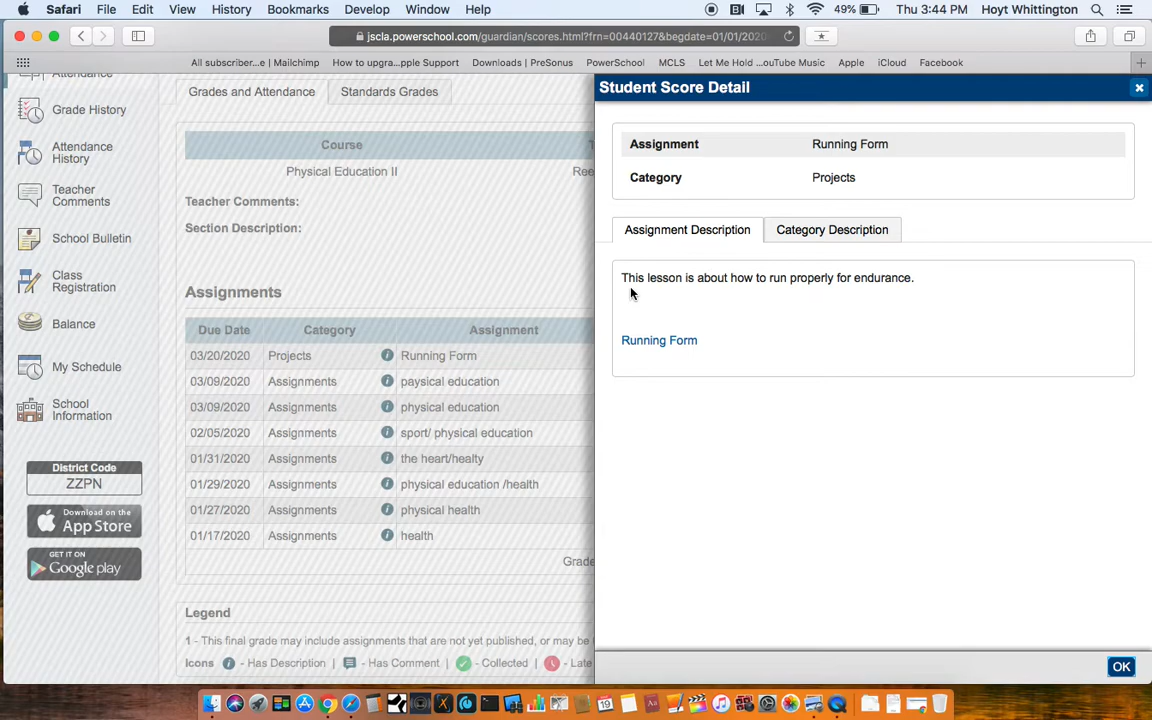 Safari File Edit View History Bookmarks Develop Window Help 49% Thu 3:44 PM Hoyt Whittington
jscla.powerschool.com/guardian/scores.html?frn=00440127&begdate=01/01/2020
All subscriber...e | Mailchimp How to upgra...pple Support Downloads | PreSonus PowerSchool MCLS Let Me Hold ...ouTube Music Apple iCloud Facebook
Attendance
Grade History
Attendance
History
Teacher
Comments
School Bulletin
Class
Registration
Balance
My Schedule
School
Information
District Code
ZZPN
Download on the
App Store
GET IT ON
Google play
Grades and Attendance Standards Grades
Course
Physical Education II Ree
Teacher Comments:
Section Description:
Assignments
Due Date Category Assignment
03/20/2020 Projects Running Form
03/09/2020 Assignments paysical education
03/09/2020 Assignments physical education
02/05/2020 Assignments sport/ physical education
01/31/2020 Assignments the heart/healty
01/29/2020 Assignments physical education /health
01/27/2020 Assignments physical health
01/17/2020 Assignments health
Grade
Legend
1 - This final grade may include assignments that are not yet published, or may be
Icons - Has Description | - Has Comment | - Collected | - Late
Student Score Detail
Assignment Running Form
Category Projects
Assignment Description Category Description
This lesson is about how to run properly for endurance.
Running Form
OK